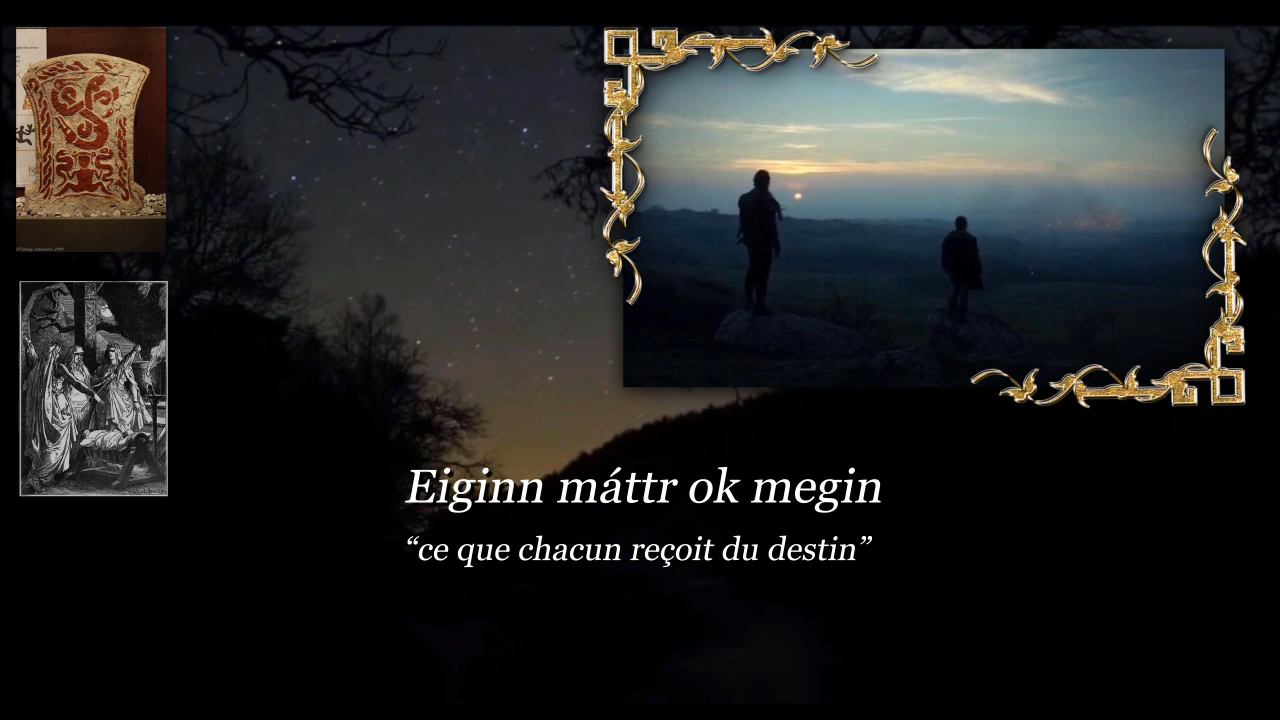 Eiginn máttr ok megin
“ce que chacun reçoit du destin”